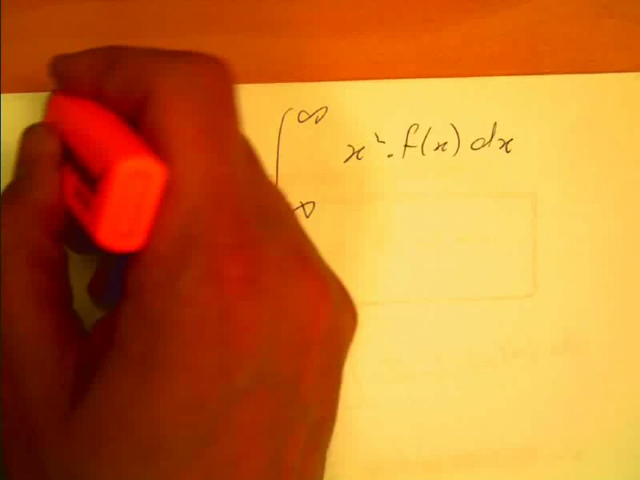 ∫
∞
x². f(x) dx
∞